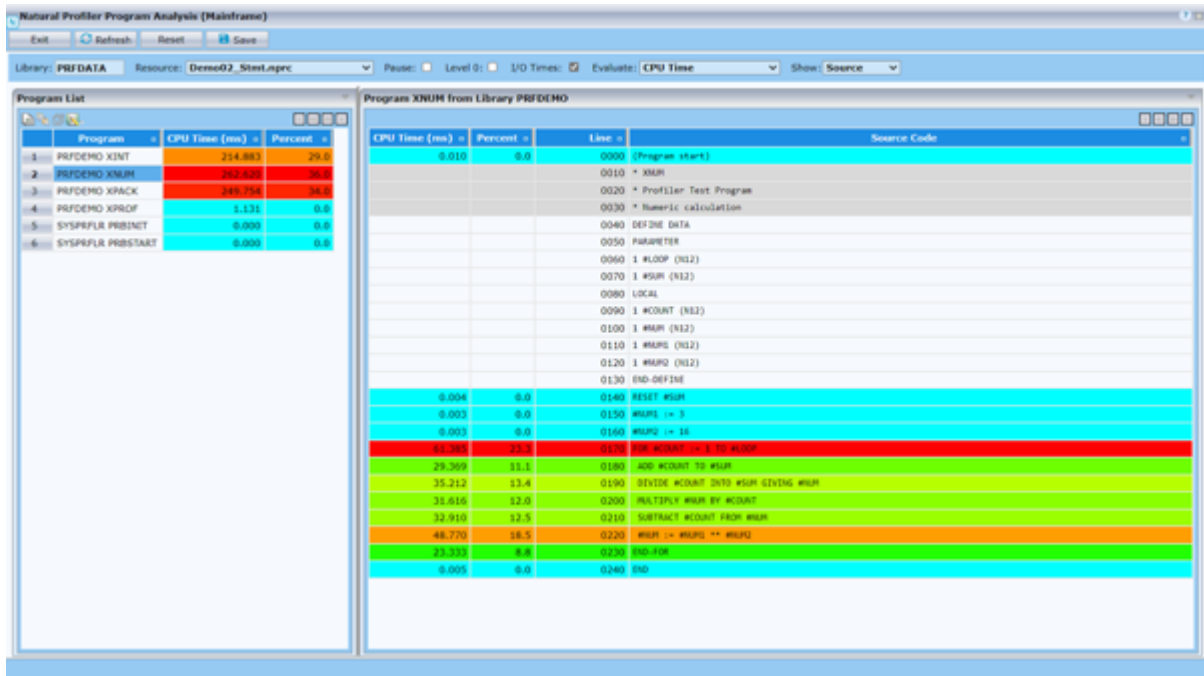 Natural Profiler Program Analysis (Mainframe)
Exit Refresh Reset Save
Library: PRFDATA Resource: Demo02_Stmt.nprc Pause: Level 0: I/O Times: Evaluate: CPU Time Show: Source
Program List
Program CPU Time (ms) Percent
1 PRFDEMO XINT 214.883 29.0
2 PRFDEMO XNUM 262.620 36.0
3 PRFDEMO XPACK 249.754 34.0
4 PRFDEMO XPROF 1.131 0.0
5 SYSPRFLR PRBINIT 0.000 0.0
6 SYSPRFLR PRBSTART 0.000 0.0
Program XNUM from Library PRFDEMO
CPU Time (ms) Percent Line Source Code
0.010 0.0 0000 (Program start)
0010 * XNUM
0020 * Profiler Test Program
0030 * Numeric calculation
0040 DEFINE DATA
0050 PARAMETER
0060 1 #LOOP (N12)
0070 1 #SUM (N12)
0080 LOCAL
0090 1 #COUNT (N12)
0100 1 #NUM (N12)
0110 1 #NUM1 (N12)
0120 1 #NUM2 (N12)
0130 END-DEFINE
0.004 0.0 0140 RESET #SUM
0.003 0.0 0150 #NUM1 := 3
0.003 0.0 0160 #NUM2 := 16
61.385 23.3 0170 FOR #COUNT := 1 TO #LOOP
29.369 11.1 0180 ADD #COUNT TO #SUM
35.212 13.4 0190 DIVIDE #COUNT INTO #SUM GIVING #NUM
31.616 12.0 0200 MULTIPLY #NUM BY #COUNT
32.910 12.5 0210 SUBTRACT #COUNT FROM #NUM
48.770 18.5 0220 #NUM := #NUM1 ** #NUM2
23.333 8.8 0230 END-FOR
0.005 0.0 0240 END